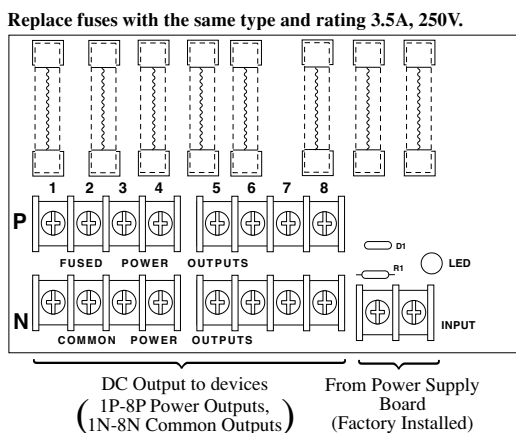 Replace fuses with the same type and rating 3.5A, 250V.
1 2 3 4 5 6 7 8
P
FUSED POWER OUTPUTS
D1
LED
R1
N
COMMON POWER OUTPUTS
INPUT
DC Output to devices
(1P-8P Power Outputs,
1N-8N Common Outputs)
From Power Supply
Board
(Factory Installed)